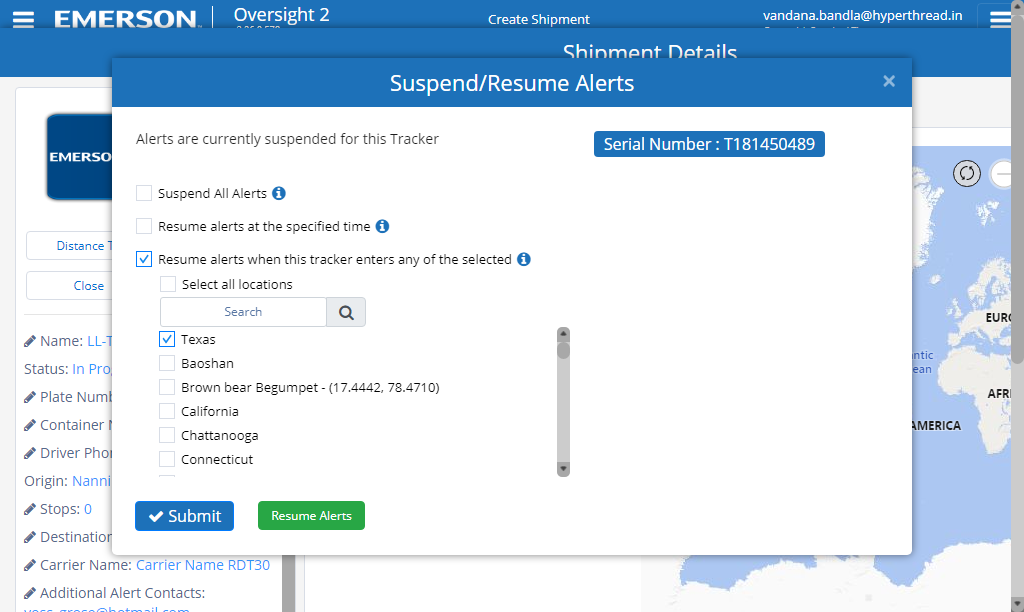 EMERSON
Oversight 2
Create Shipment
vandana.bandla@hyperthread.in
Shipment Details
Suspend/Resume Alerts
×
EMERSO
Alerts are currently suspended for this Tracker
Serial Number : T181450489
Suspend All Alerts
Resume alerts at the specified time
Distance T
Resume alerts when this tracker enters any of the selected
Close
Select all locations
Search
EURO
Name: LL-T
Texas
ntic
ean
Status: In Pro
Baoshan
Plate Numb
Brown bear Begumpet - (17.4442, 78.4710)
AFRI
Container N
California
AMERICA
Driver Phon
Chattanooga
Connecticut
Origin: Nanni
Stops: 0
Submit
Resume Alerts
Destination
Carrier Name: Carrier Name RDT30
Additional Alert Contacts: